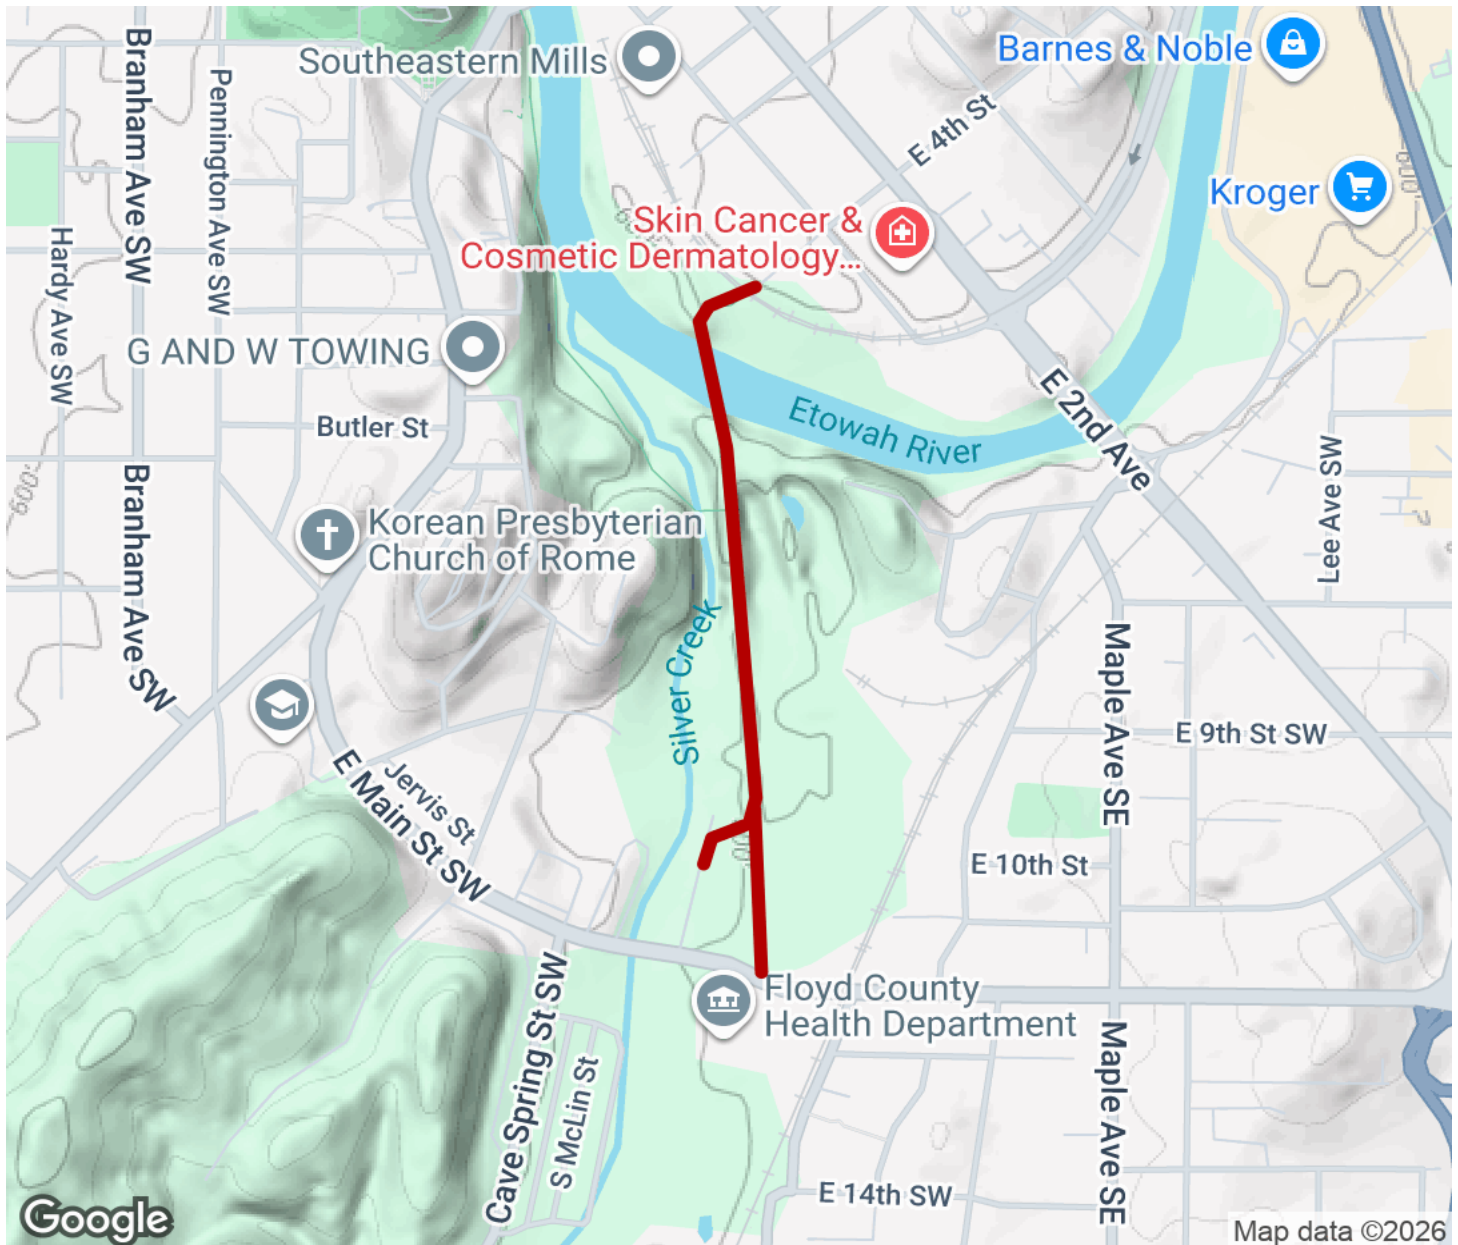 Southeastern Mills
Barnes & Noble
E 4th St
Kroger
Branham Ave SW
Pennington Ave SW
Hardy Ave SW
Skin Cancer &
Cosmetic Dermatology...
G AND W TOWING
Butler St
Etowah River
E 2nd Ave
Lee Ave SW
600'
Branham Ave SW
Korean Presbyterian
Church of Rome
Silver Creek
Maple Ave SE
E 9th St SW
Jervis St
E Main St SW
E 10th St
Floyd County
Health Department
Cave Spring St SW
S McLin St
Maple Ave SE
E 14th SW
Google
Map data ©2026